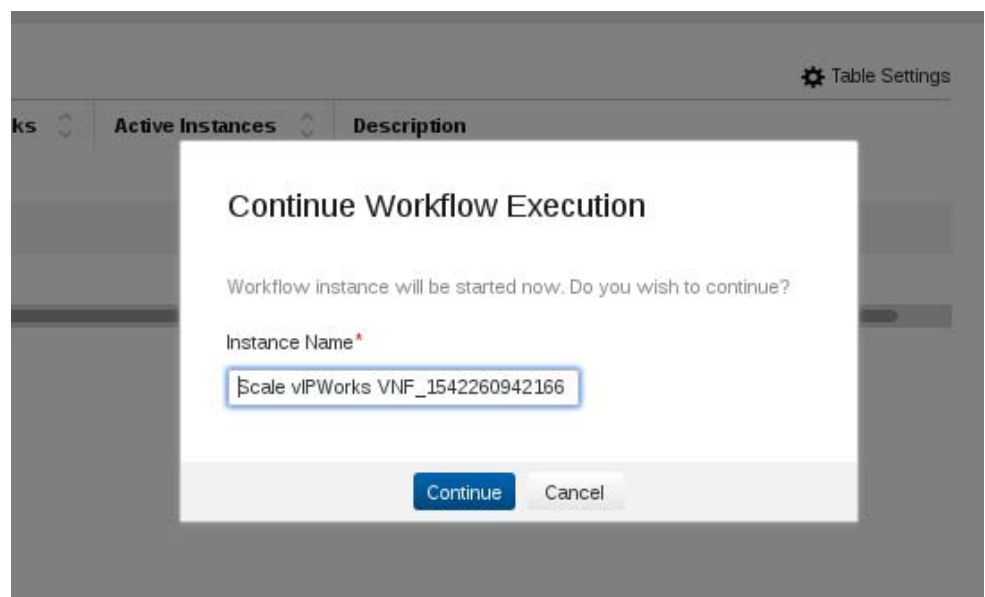 Table Settings
ks Active Instances Description
Continue Workflow Execution
Workflow instance will be started now. Do you wish to continue?
Instance Name*
Scale vIPWorks VNF_1542260942166
Continue Cancel